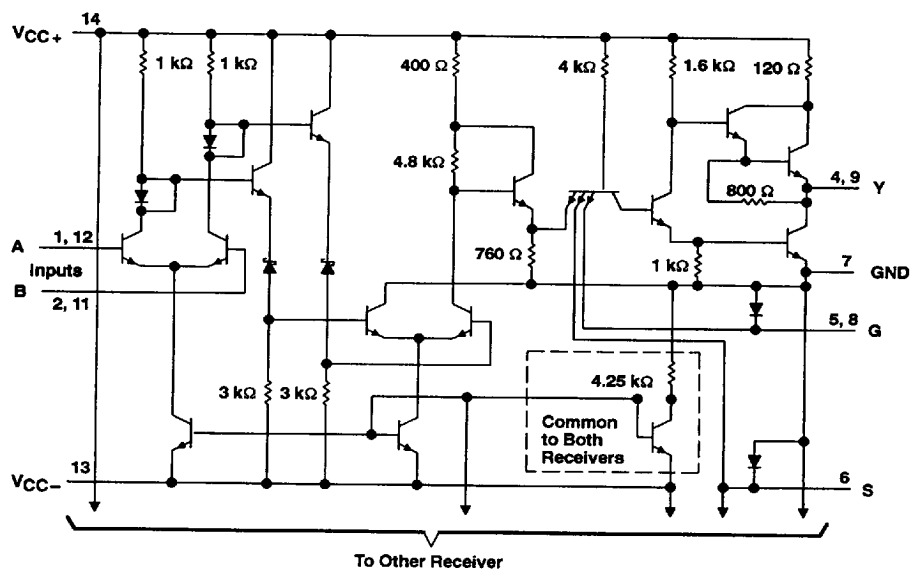 VCC+ 14
1 kΩ 1 kΩ 400 Ω 4 kΩ 1.6 kΩ 120 Ω
4.8 kΩ
800 Ω
4, 9 Y
A 1, 12
Inputs
B
2, 11
760 Ω
1 kΩ
7 GND
5, 8 G
3 kΩ 3 kΩ
4.25 kΩ
Common
to Both
Receivers
VCC− 13
6 S
To Other Receiver